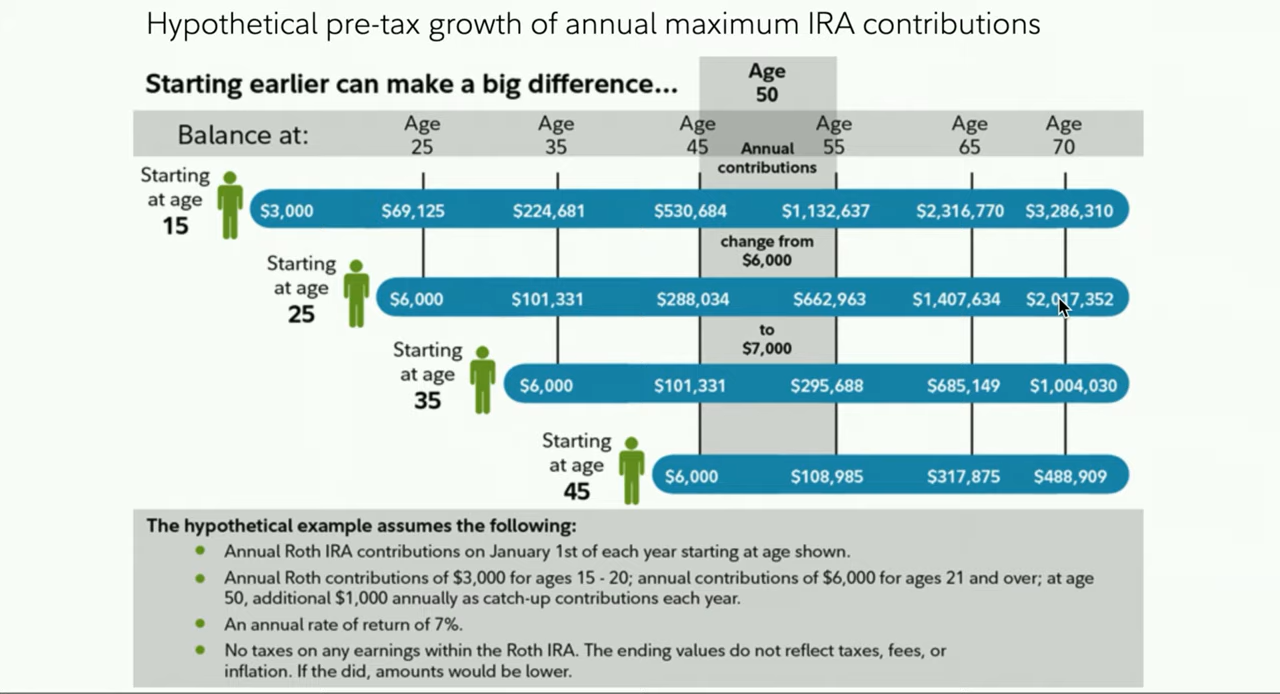 Hypothetical pre-tax growth of annual maximum IRA contributions
Starting earlier can make a big difference...
Age
50
Balance at:
Age
25
Age
35
Age
45
Annual
contributions
Age
55
Age
65
Age
70
Starting
at age
15
$3,000 $69,125 $224,681 $530,684 $1,132,637 $2,316,770 $3,286,310
change from
$6,000
Starting
at age
25
$6,000 $101,331 $288,034 $662,963 $1,407,634 $2,017,352
to
$7,000
Starting
at age
35
$6,000 $101,331 $295,688 $685,149 $1,004,030
Starting
at age
45
$6,000 $108,985 $317,875 $488,909
The hypothetical example assumes the following:
Annual Roth IRA contributions on January 1st of each year starting at age shown.
Annual Roth contributions of $3,000 for ages 15 - 20; annual contributions of $6,000 for ages 21 and over; at age
50, additional $1,000 annually as catch-up contributions each year.
An annual rate of return of 7%.
No taxes on any earnings within the Roth IRA. The ending values do not reflect taxes, fees, or
inflation. If the did, amounts would be lower.